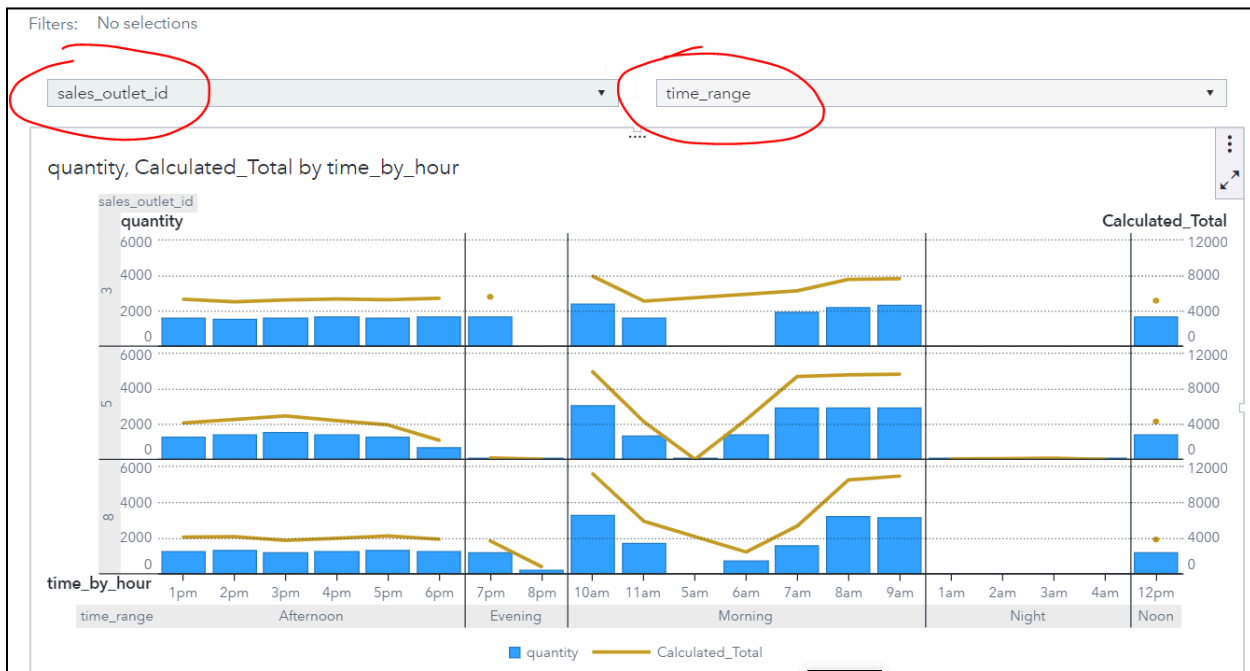 Filters: No selections
sales_outlet_id
time_range
quantity, Calculated_Total by time_by_hour
sales_outlet_id
quantity Calculated_Total
6000 12000
4000 8000
3
2000 4000
0 0
6000 12000
4000 8000
5
2000 4000
0 0
6000 12000
4000 8000
8
2000 4000
0 0
time_by_hour 1pm 2pm 3pm 4pm 5pm 6pm 7pm 8pm 10am 11am 5am 6am 7am 8am 9am 1am 2am 3am 4am 12pm
time_range Afternoon Evening Morning Night Noon
quantity Calculated_Total